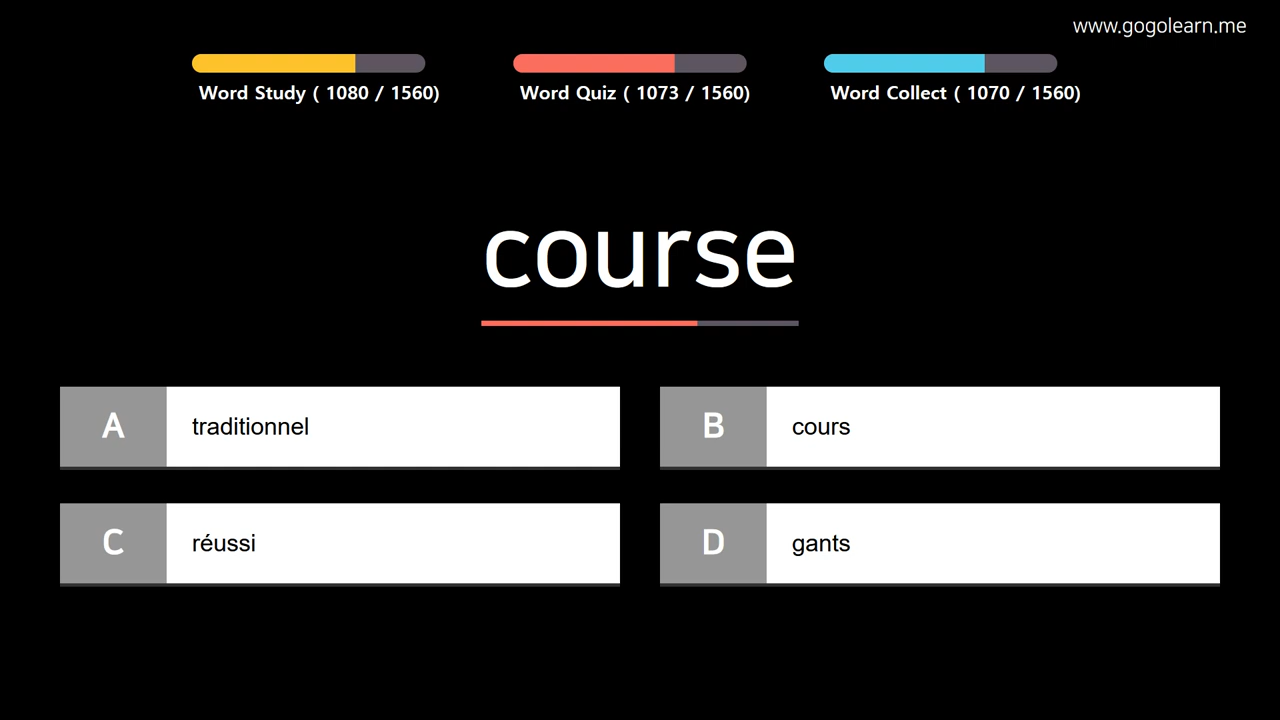 www.gogolearn.me
Word Study ( 1080 / 1560)
Word Quiz ( 1073 / 1560)
Word Collect ( 1070 / 1560)
course
A traditionnel
B cours
C réussi
D gants